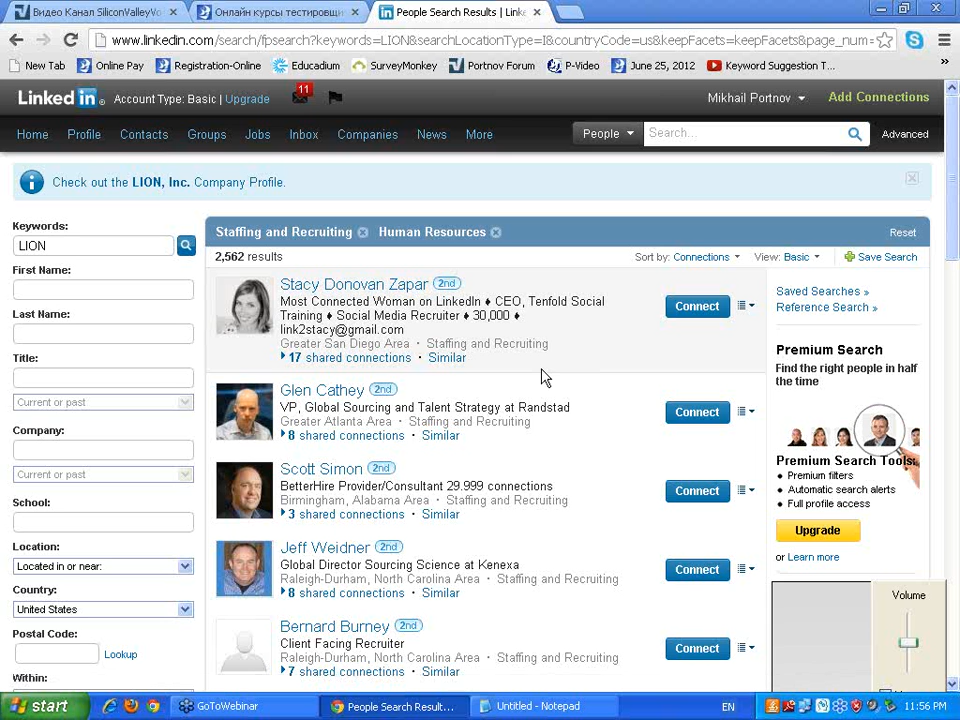 Видео Канал SiliconValleyVo
Онлайн курсы тестировщи
People Search Results | Link
www.linkedin.com/search/fpsearch?keywords=LION&searchLocationType=I&countryCode=us&keepFacets=keepFacets&page_num=
New Tab
Online Pay
Registration-Online
Educadium
SurveyMonkey
Portnov Forum
P-Video
June 25, 2012
Keyword Suggestion T...
Linked in
Account Type: Basic | Upgrade
11
Mikhail Portnov
Add Connections
Home
Profile
Contacts
Groups
Jobs
Inbox
Companies
News
More
People
Search...
Advanced
Check out the LION, Inc. Company Profile.
Keywords:
LION
First Name:
Last Name:
Title:
Current or past
Company:
Current or past
School:
Location:
Located in or near:
Country:
United States
Postal Code:
Lookup
Within:
Staffing and Recruiting
Human Resources
Reset
2,562 results
Sort by: Connections
View: Basic
Save Search
Stacy Donovan Zapar 2nd
Most Connected Woman on LinkedIn ♦ CEO, Tenfold Social
Training ♦ Social Media Recruiter ♦ 30,000 ♦
link2stacy@gmail.com
Greater San Diego Area · Staffing and Recruiting
17 shared connections · Similar
Connect
Glen Cathey 2nd
VP, Global Sourcing and Talent Strategy at Randstad
Greater Atlanta Area · Staffing and Recruiting
8 shared connections · Similar
Connect
Scott Simon 2nd
BetterHire Provider/Consultant 29.999 connections
Birmingham, Alabama Area · Staffing and Recruiting
3 shared connections · Similar
Connect
Jeff Weidner 2nd
Global Director Sourcing Science at Kenexa
Raleigh-Durham, North Carolina Area · Staffing and Recruiting
8 shared connections · Similar
Connect
Bernard Burney 2nd
Client Facing Recruiter
Raleigh-Durham, North Carolina Area · Staffing and Recruiting
7 shared connections · Similar
Connect
Saved Searches »
Reference Search »
Premium Search
Find the right people in half
the time
Premium Search Tools:
• Premium filters
• Automatic search alerts
• Full profile access
Upgrade
or Learn more
Volume
start
GoToWebinar
People Search Result...
Untitled - Notepad
EN
11:56 PM